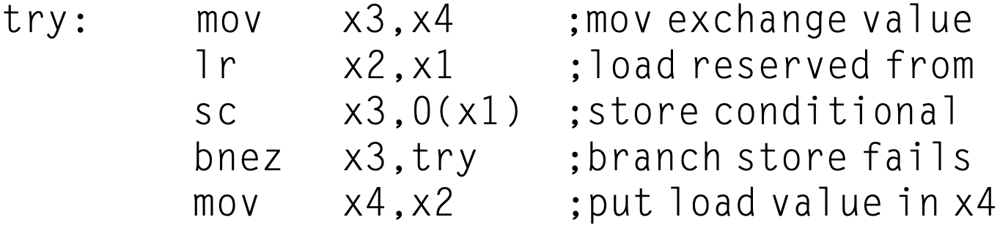 try: mov x3,x4 ;mov exchange value
lr x2,x1 ;load reserved from
sc x3,0(x1) ;store conditional
bnez x3,try ;branch store fails
mov x4,x2 ;put load value in x4